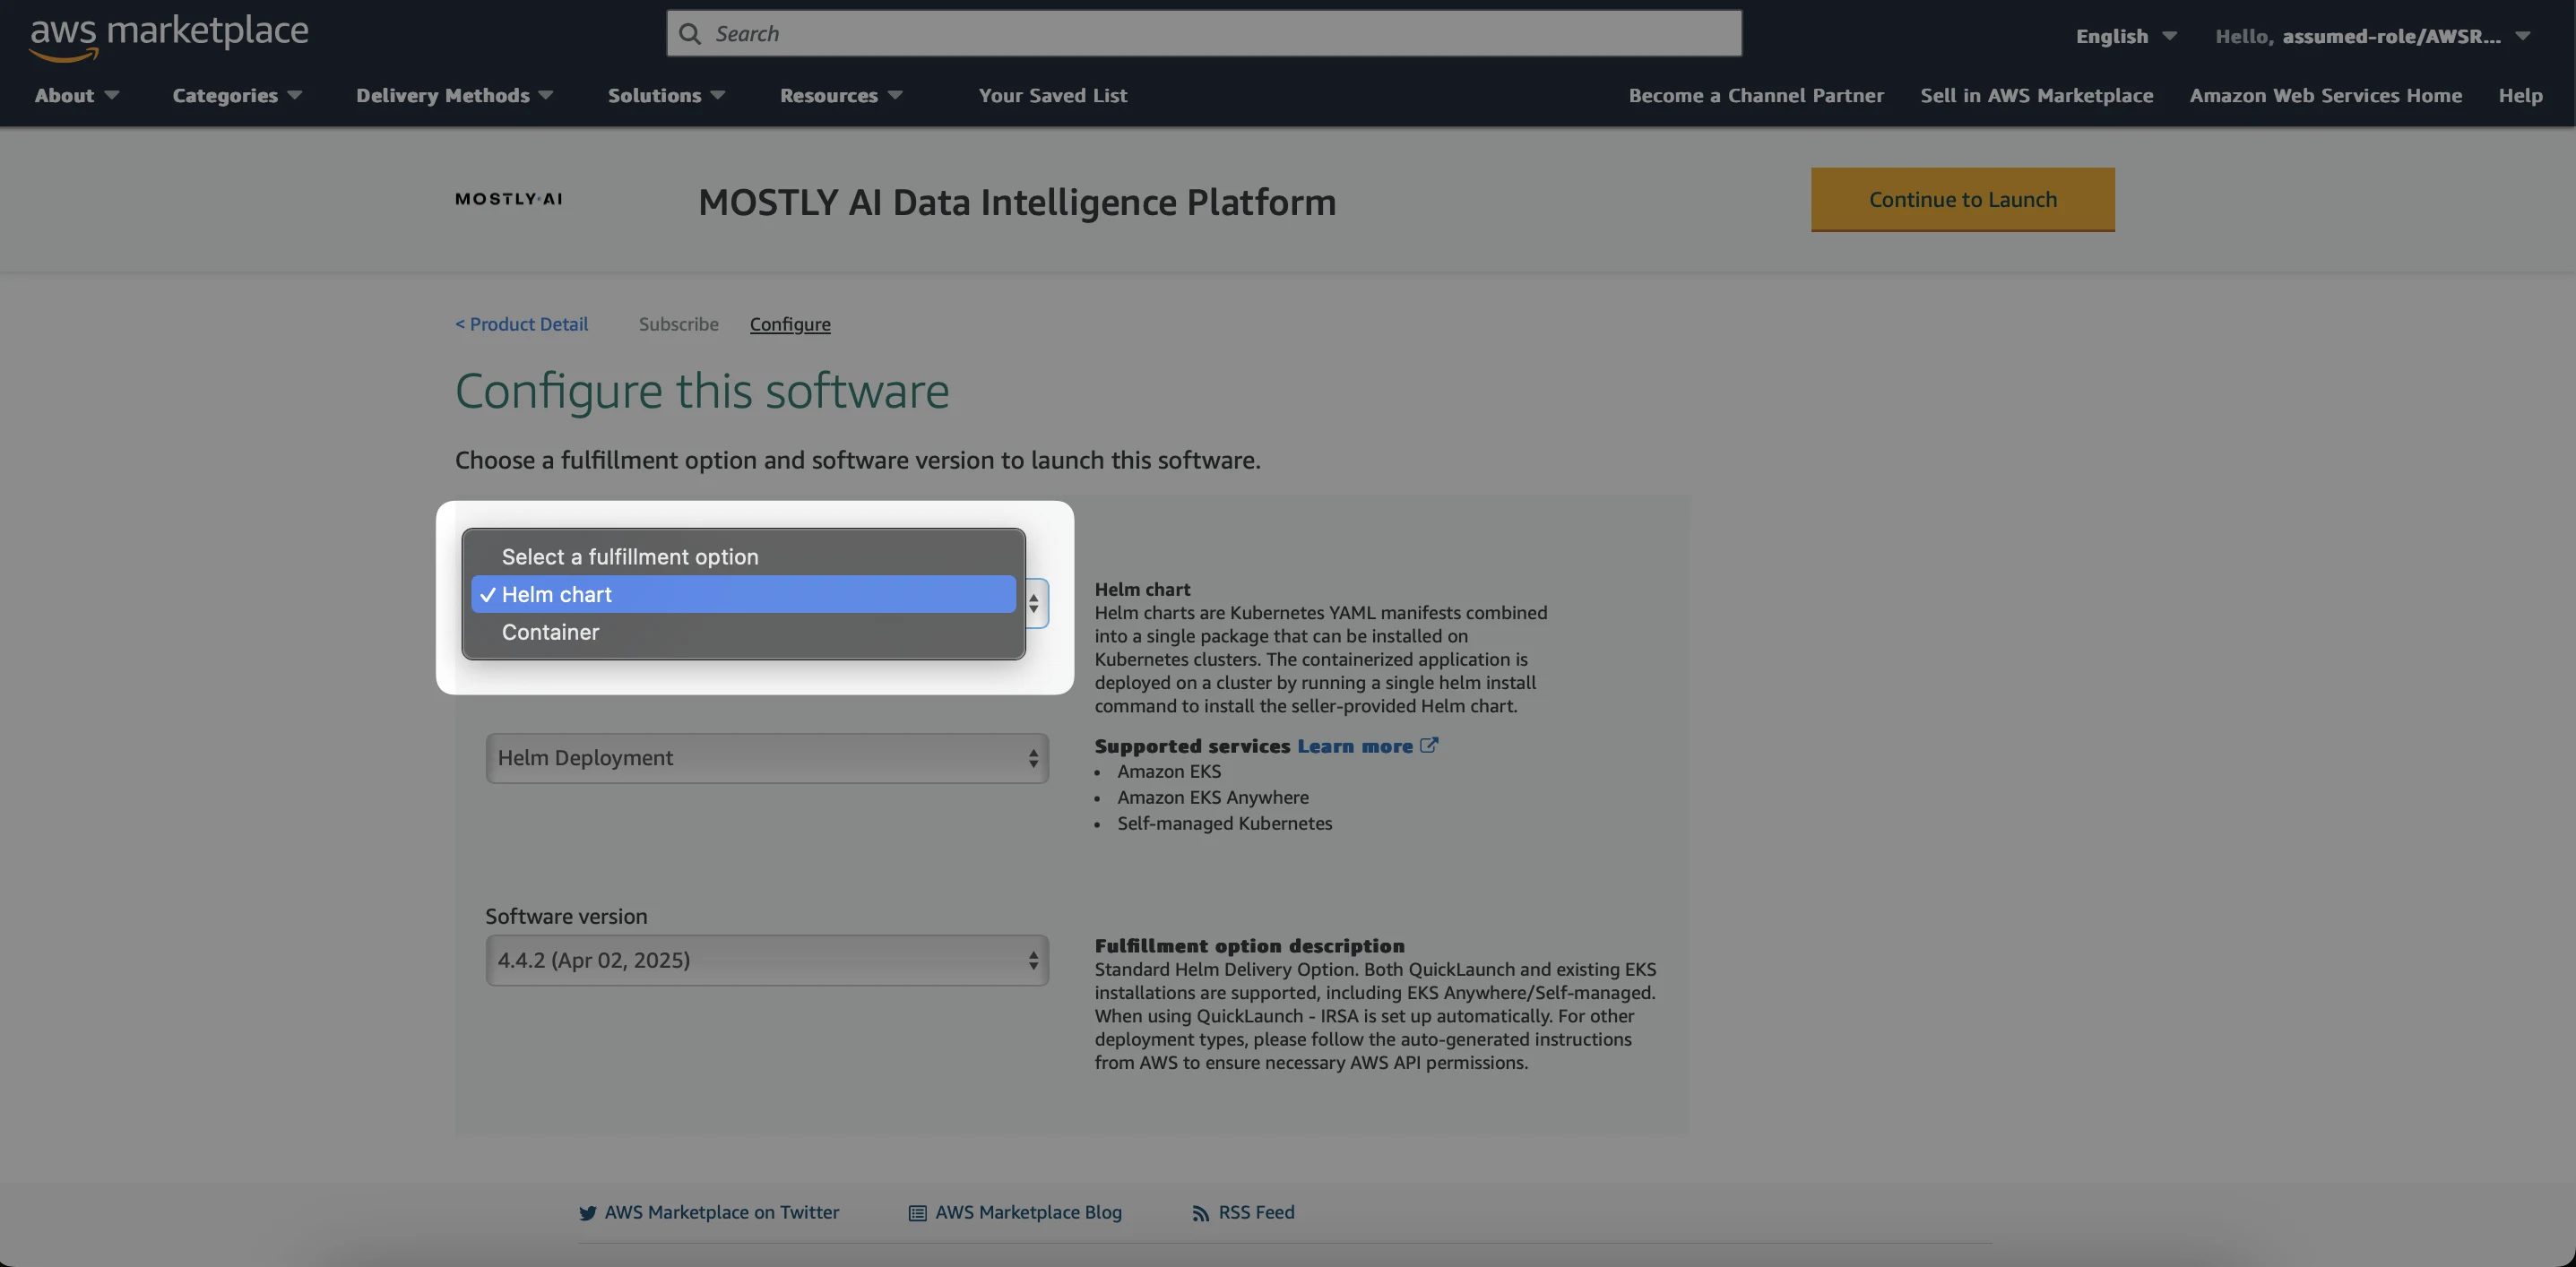 aws marketplace
Search
English
Hello, assumed-role/AWSR...
About
Categories
Delivery Methods
Solutions
Resources
Your Saved List
Become a Channel Partner
Sell in AWS Marketplace
Amazon Web Services Home
Help
MOSTLY·AI
MOSTLY AI Data Intelligence Platform
Continue to Launch
< Product Detail
Subscribe
Configure
Configure this software
Choose a fulfillment option and software version to launch this software.
Select a fulfillment option
✓ Helm chart
Container
Helm chart
Helm charts are Kubernetes YAML manifests combined
into a single package that can be installed on
Kubernetes clusters. The containerized application is
deployed on a cluster by running a single helm install
command to install the seller-provided Helm chart.
Helm Deployment
Supported services Learn more
• Amazon EKS
• Amazon EKS Anywhere
• Self-managed Kubernetes
Software version
4.4.2 (Apr 02, 2025)
Fulfillment option description
Standard Helm Delivery Option. Both QuickLaunch and existing EKS
installations are supported, including EKS Anywhere/Self-managed.
When using QuickLaunch - IRSA is set up automatically. For other
deployment types, please follow the auto-generated instructions
from AWS to ensure necessary AWS API permissions.
AWS Marketplace on Twitter
AWS Marketplace Blog
RSS Feed